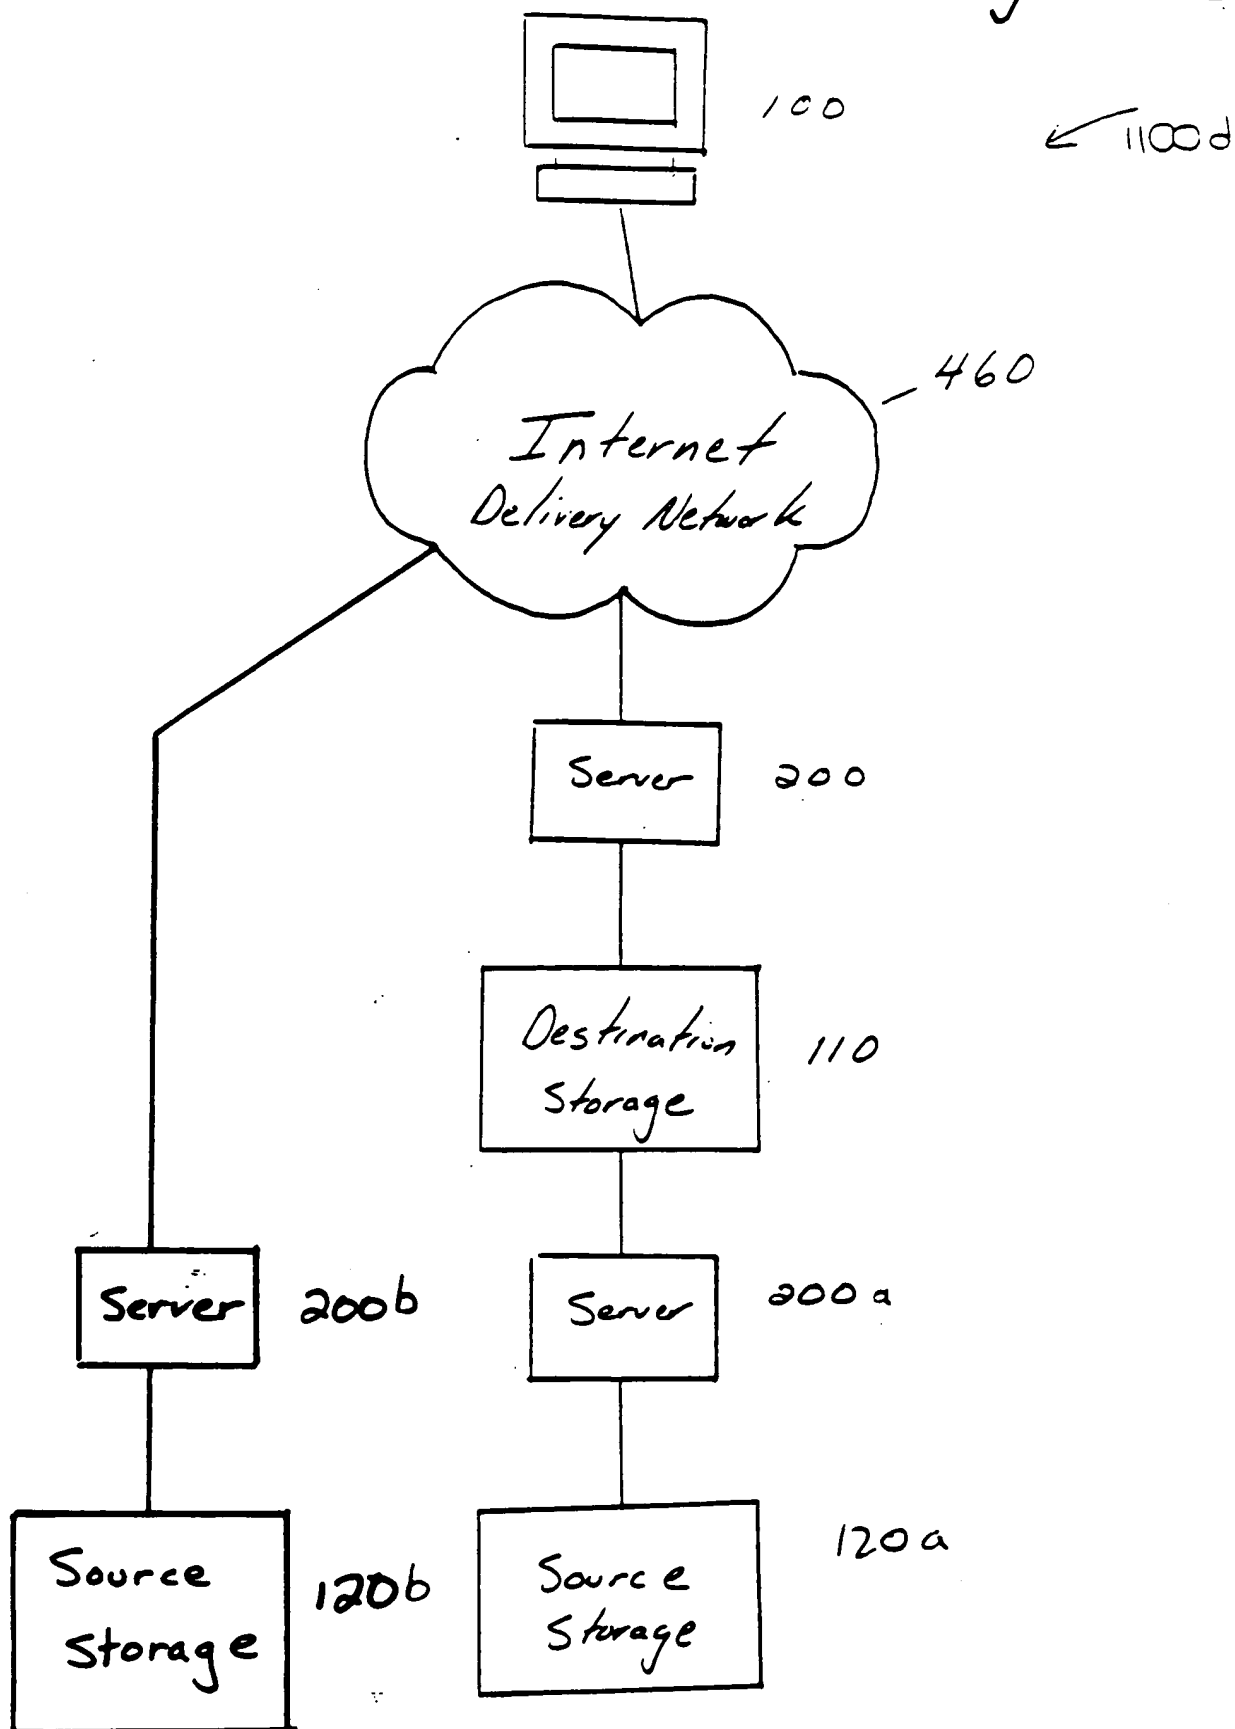 100
1100d
460
Internet
Delivery Network
Server
200
Destination
Storage
110
Server
200b
Server
200a
Source
Storage
120b
Source
Storage
120a